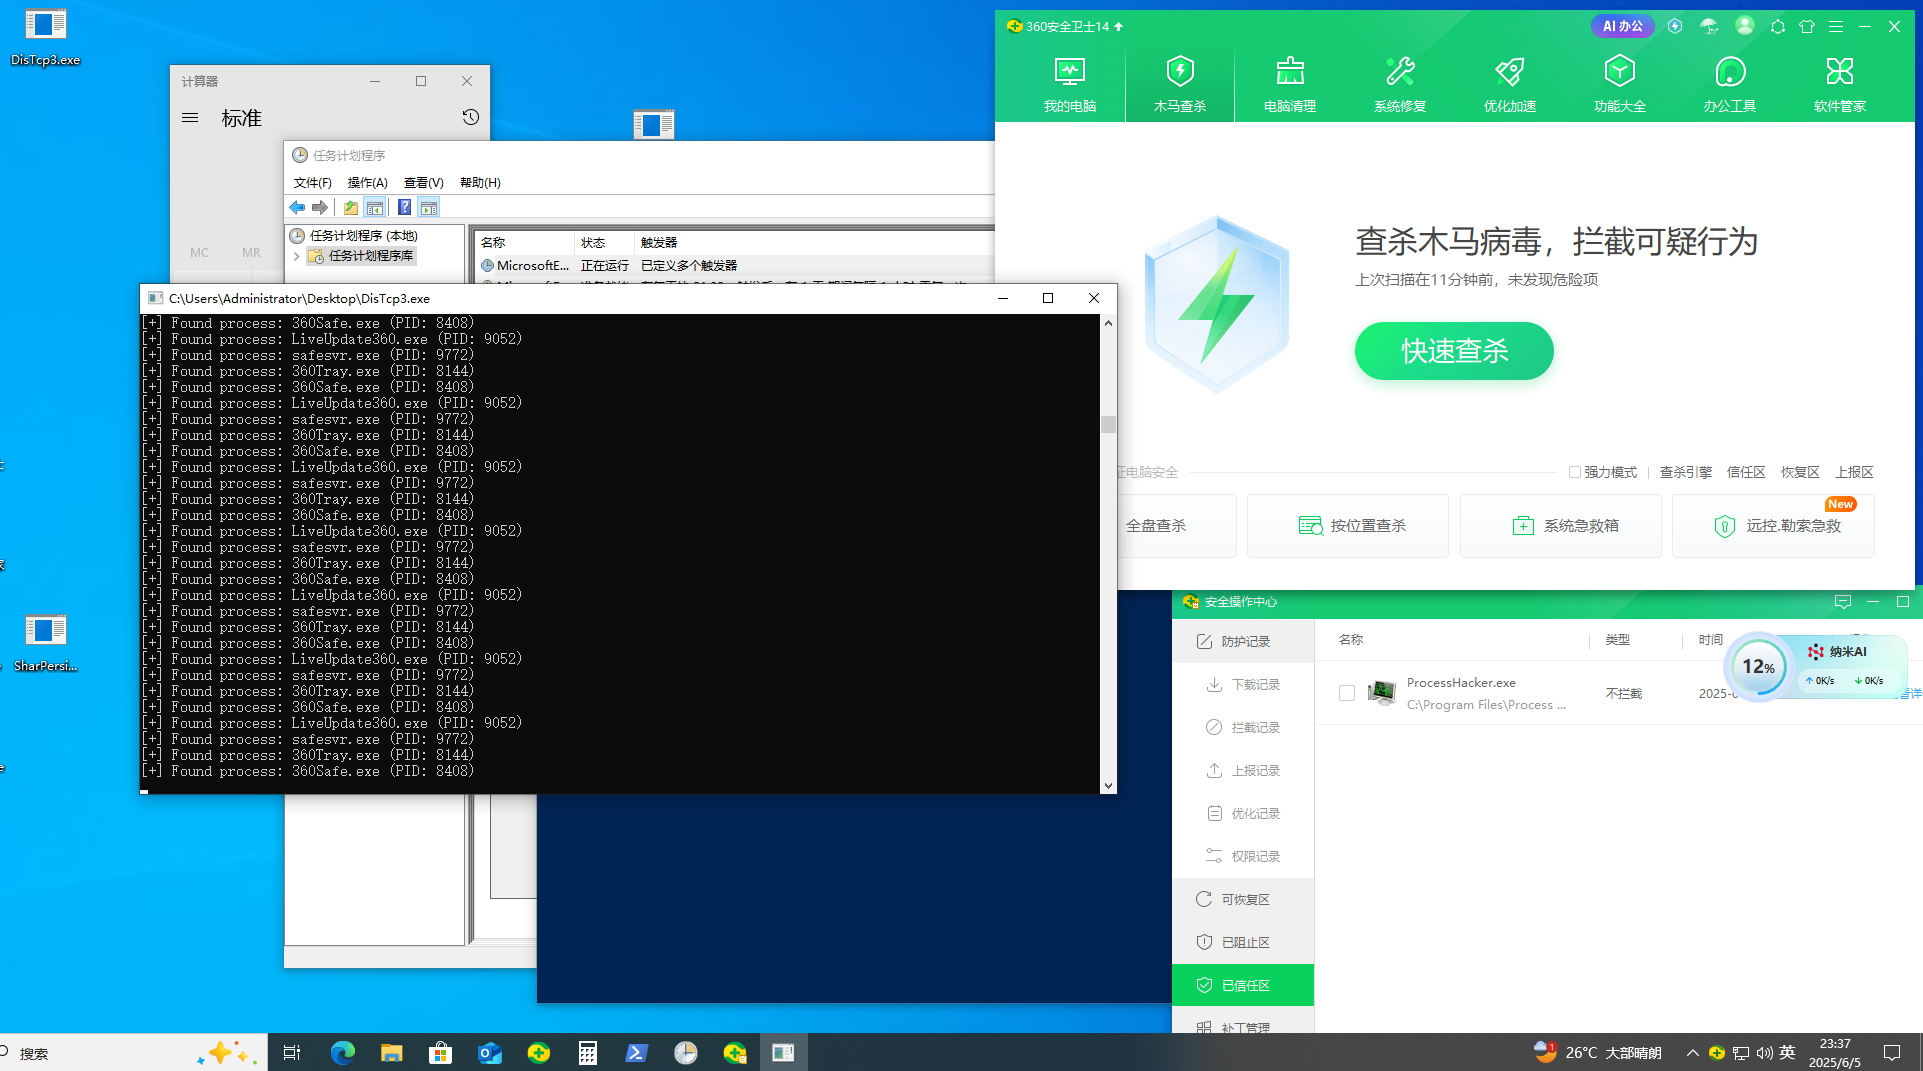 DisTcp3.exe
计算器
标准
MC
MR
任务计划程序
文件(F) 操作(A) 查看(V) 帮助(H)
任务计划程序 (本地)
任务计划程序库
名称 状态 触发器
MicrosoftE... 正在运行 已定义多个触发器
C:\Users\Administrator\Desktop\DisTcp3.exe
[+] Found process: 360Safe.exe (PID: 8408)
[+] Found process: LiveUpdate360.exe (PID: 9052)
[+] Found process: safesvr.exe (PID: 9772)
[+] Found process: 360Tray.exe (PID: 8144)
[+] Found process: 360Safe.exe (PID: 8408)
[+] Found process: LiveUpdate360.exe (PID: 9052)
[+] Found process: safesvr.exe (PID: 9772)
[+] Found process: 360Tray.exe (PID: 8144)
[+] Found process: 360Safe.exe (PID: 8408)
[+] Found process: LiveUpdate360.exe (PID: 9052)
[+] Found process: safesvr.exe (PID: 9772)
[+] Found process: 360Tray.exe (PID: 8144)
[+] Found process: 360Safe.exe (PID: 8408)
[+] Found process: LiveUpdate360.exe (PID: 9052)
[+] Found process: safesvr.exe (PID: 9772)
[+] Found process: 360Tray.exe (PID: 8144)
[+] Found process: 360Safe.exe (PID: 8408)
[+] Found process: LiveUpdate360.exe (PID: 9052)
[+] Found process: safesvr.exe (PID: 9772)
[+] Found process: 360Tray.exe (PID: 8144)
[+] Found process: 360Safe.exe (PID: 8408)
[+] Found process: LiveUpdate360.exe (PID: 9052)
[+] Found process: safesvr.exe (PID: 9772)
[+] Found process: 360Tray.exe (PID: 8144)
[+] Found process: 360Safe.exe (PID: 8408)
[+] Found process: LiveUpdate360.exe (PID: 9052)
[+] Found process: safesvr.exe (PID: 9772)
[+] Found process: 360Tray.exe (PID: 8144)
[+] Found process: 360Safe.exe (PID: 8408)
SharPersi...
360安全卫士14
AI 办公
我的电脑 木马查杀 电脑清理 系统修复 优化加速 功能大全 办公工具 软件管家
查杀木马病毒，拦截可疑行为
上次扫描在11分钟前，未发现危险项
快速查杀
证电脑安全
强力模式 | 查杀引擎 信任区 恢复区 上报区
New
全盘查杀 按位置查杀 系统急救箱 远控.勒索急救
安全操作中心
防护记录
下载记录
拦截记录
上报记录
优化记录
权限记录
可恢复区
已阻止区
已信任区
补丁管理
名称 类型 时间
ProcessHacker.exe
C:\Program Files\Process ...
不拦截
2025-
12%
纳米AI
0K/s 0K/s
搜索
1
26°C 大部晴朗
英
23:37
2025/6/5